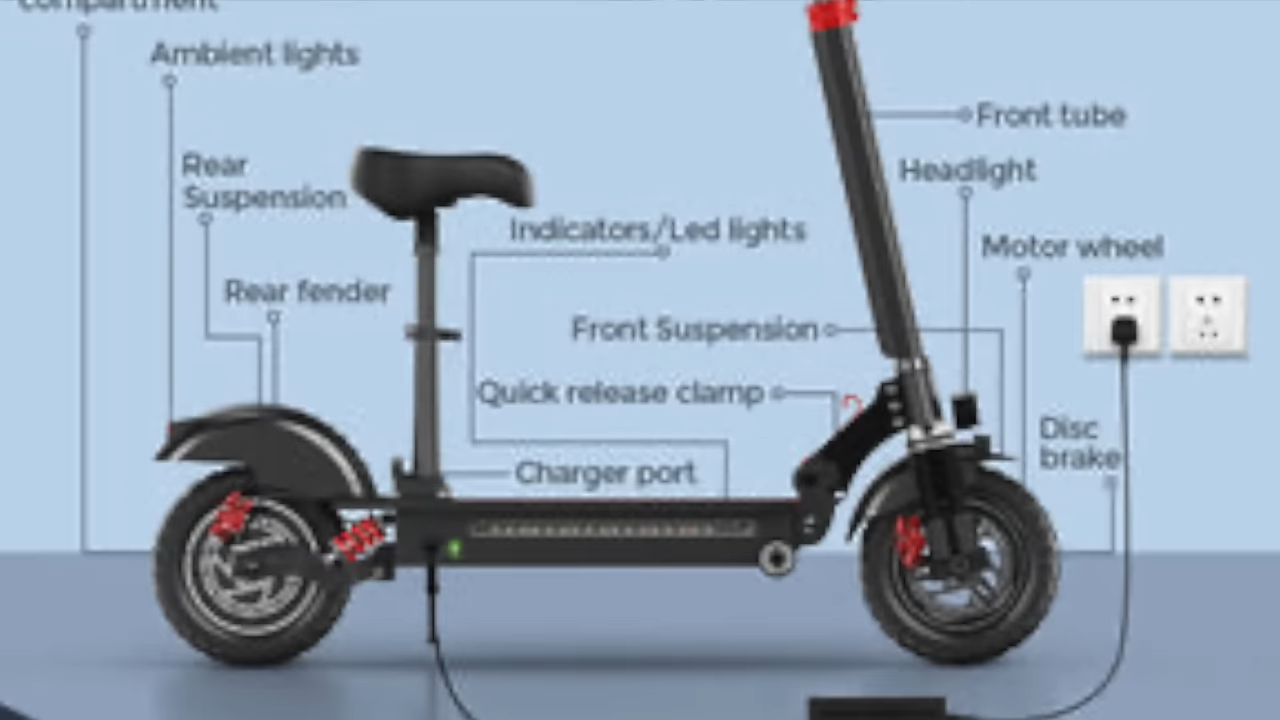 compartment
Ambient lights
Front tube
Rear
Suspension
Headlight
Indicators/Led lights
Motor wheel
Rear fender
Front Suspension
Quick release clamp
Disc
brake
Charger port